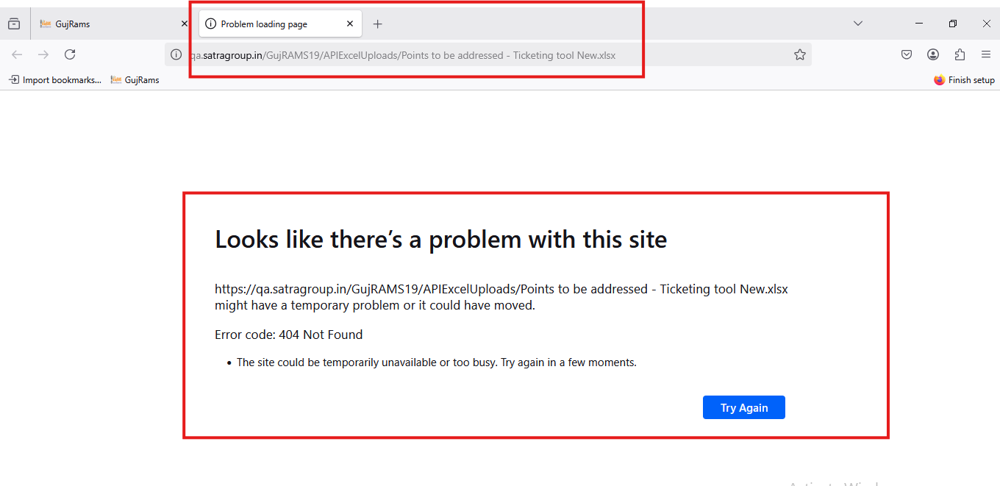 GujRams
Problem loading page
qa.satragroup.in/GujRAMS19/APIExcelUploads/Points to be addressed - Ticketing tool New.xlsx
Import bookmarks...
GujRams
Finish setup
Looks like there’s a problem with this site
https://qa.satragroup.in/GujRAMS19/APIExcelUploads/Points to be addressed - Ticketing tool New.xlsx
might have a temporary problem or it could have moved.
Error code: 404 Not Found
• The site could be temporarily unavailable or too busy. Try again in a few moments.
Try Again